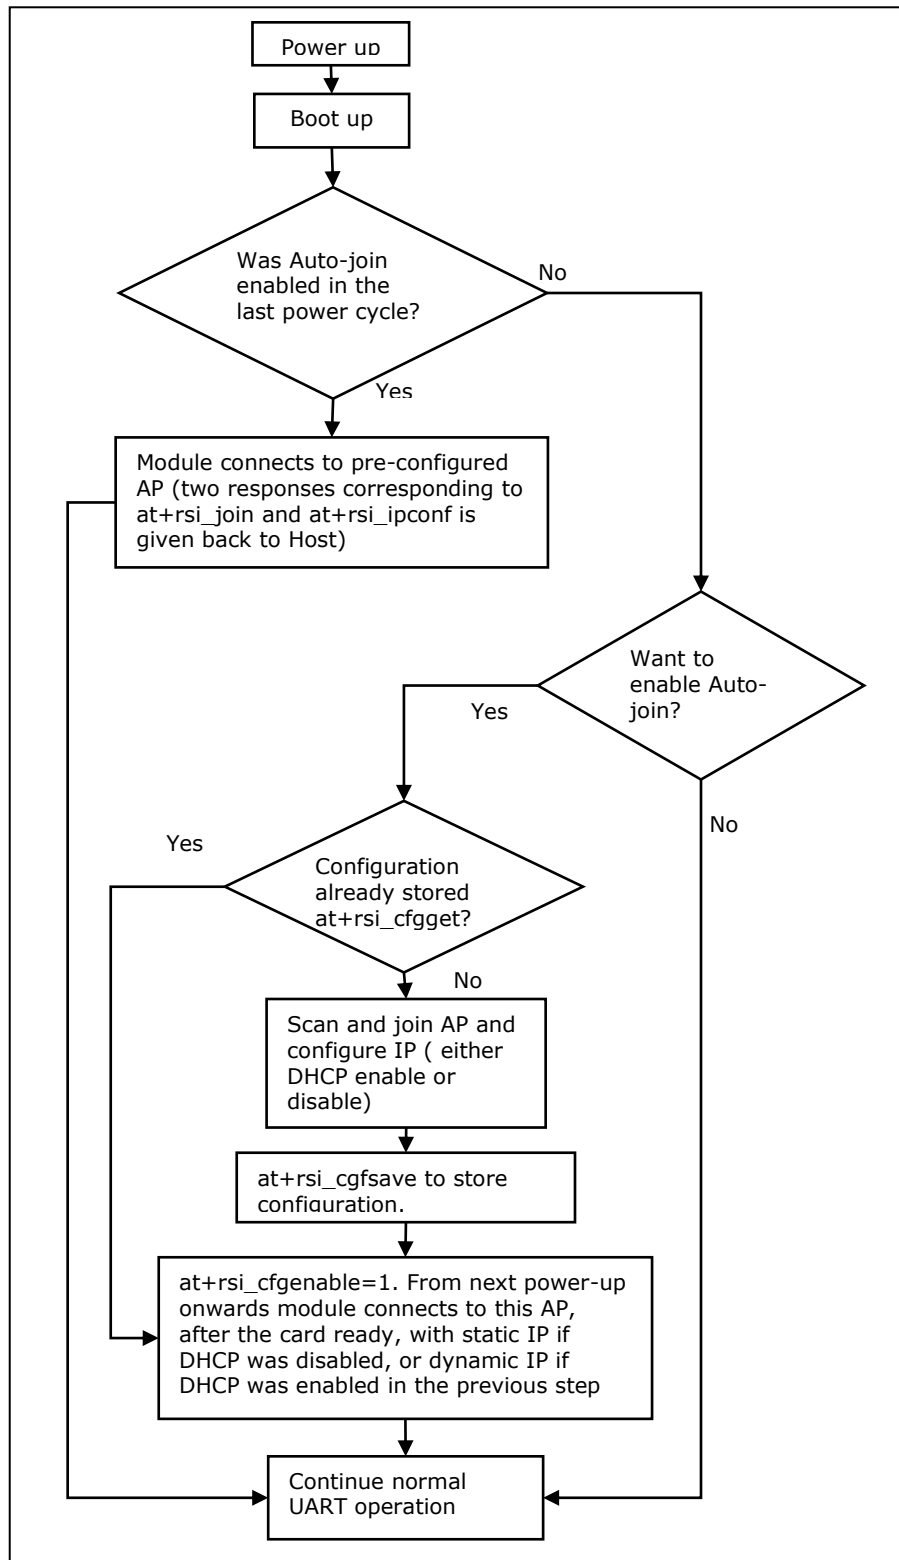 Power up
Boot up
Was Auto-join
enabled in the
last power cycle?
No
Yes
Module connects to pre-configured
AP (two responses corresponding to
at+rsi_join and at+rsi_ipconf is
given back to Host)
Want to
enable Auto-
join?
Yes
No
Yes
Configuration
already stored
at+rsi_cfgget?
No
Scan and join AP and
configure IP ( either
DHCP enable or
disable)
at+rsi_cgfsave to store
configuration.
at+rsi_cfgenable=1. From next power-up
onwards module connects to this AP,
after the card ready, with static IP if
DHCP was disabled, or dynamic IP if
DHCP was enabled in the previous step
Continue normal
UART operation